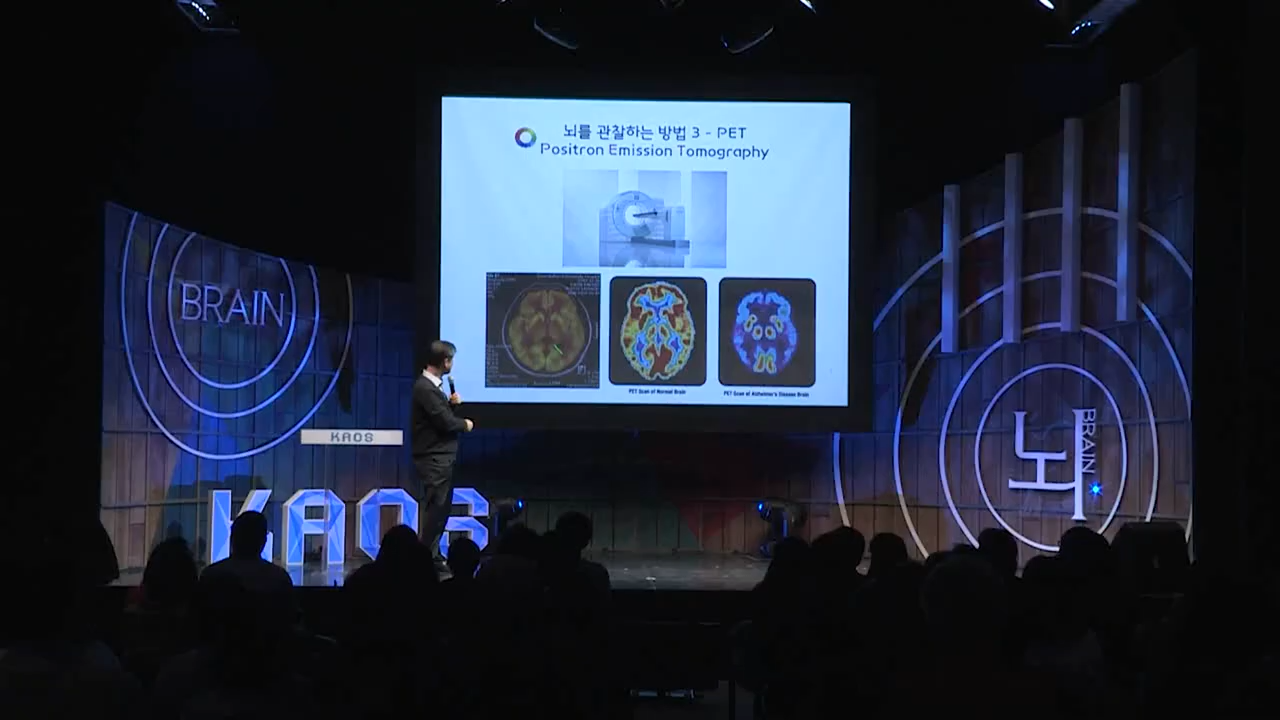 뇌를 관찰하는 방법 3 - PET
Positron Emission Tomography
PET Scan of Normal Brain
PET Scan of Alzheimer's Disease Brain
BRAIN
KAOS
KAOS
뇌
BRAIN